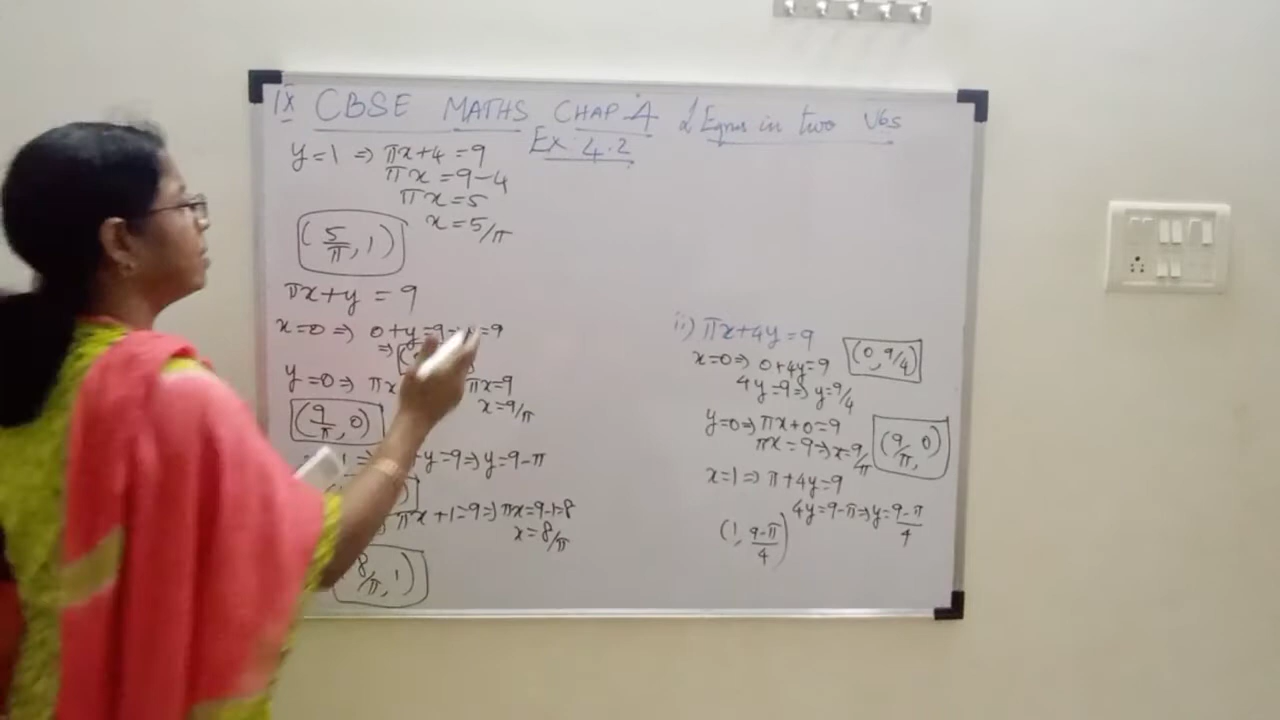 IX CBSE MATHS CHAP 4 L Eqns in two Vbs
Ex 4.2
y=1 ⇒ πx+4=9
πx=9-4
πx=5
x=5/π
(5/π, 1)
πx+y=9
x=0 ⇒ 0+y=9 =9
⇒
y=0 ⇒ πx πx=9
x=9/π
(9/π, 0)
y=9 ⇒ y=9-π
πx+1=9 ⇒ πx=9-1=8
x=8/π
8/π, 1)
ii) πx+4y=9
x=0 ⇒ 0+4y=9 (0, 9/4)
4y=9 ⇒ y=9/4
y=0 ⇒ πx+0=9
πx=9 ⇒ x=9/π (9/π, 0)
x=1 ⇒ π+4y=9
4y=9-π ⇒ y=9-π/4
(1, 9-π/4)